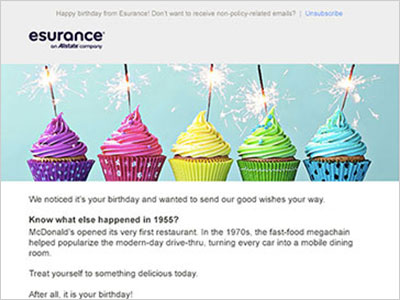 Happy birthday from Esurance! Don't want to receive non-policy-related emails? | Unsubscribe
esurance®
an Allstate company
We noticed it's your birthday and wanted to send our good wishes your way.
Know what else happened in 1955?
McDonald's opened its very first restaurant. In the 1970s, the fast-food megachain
helped popularize the modern-day drive-thru, turning every car into a mobile dining
room.
Treat yourself to something delicious today.
After all, it is your birthday!